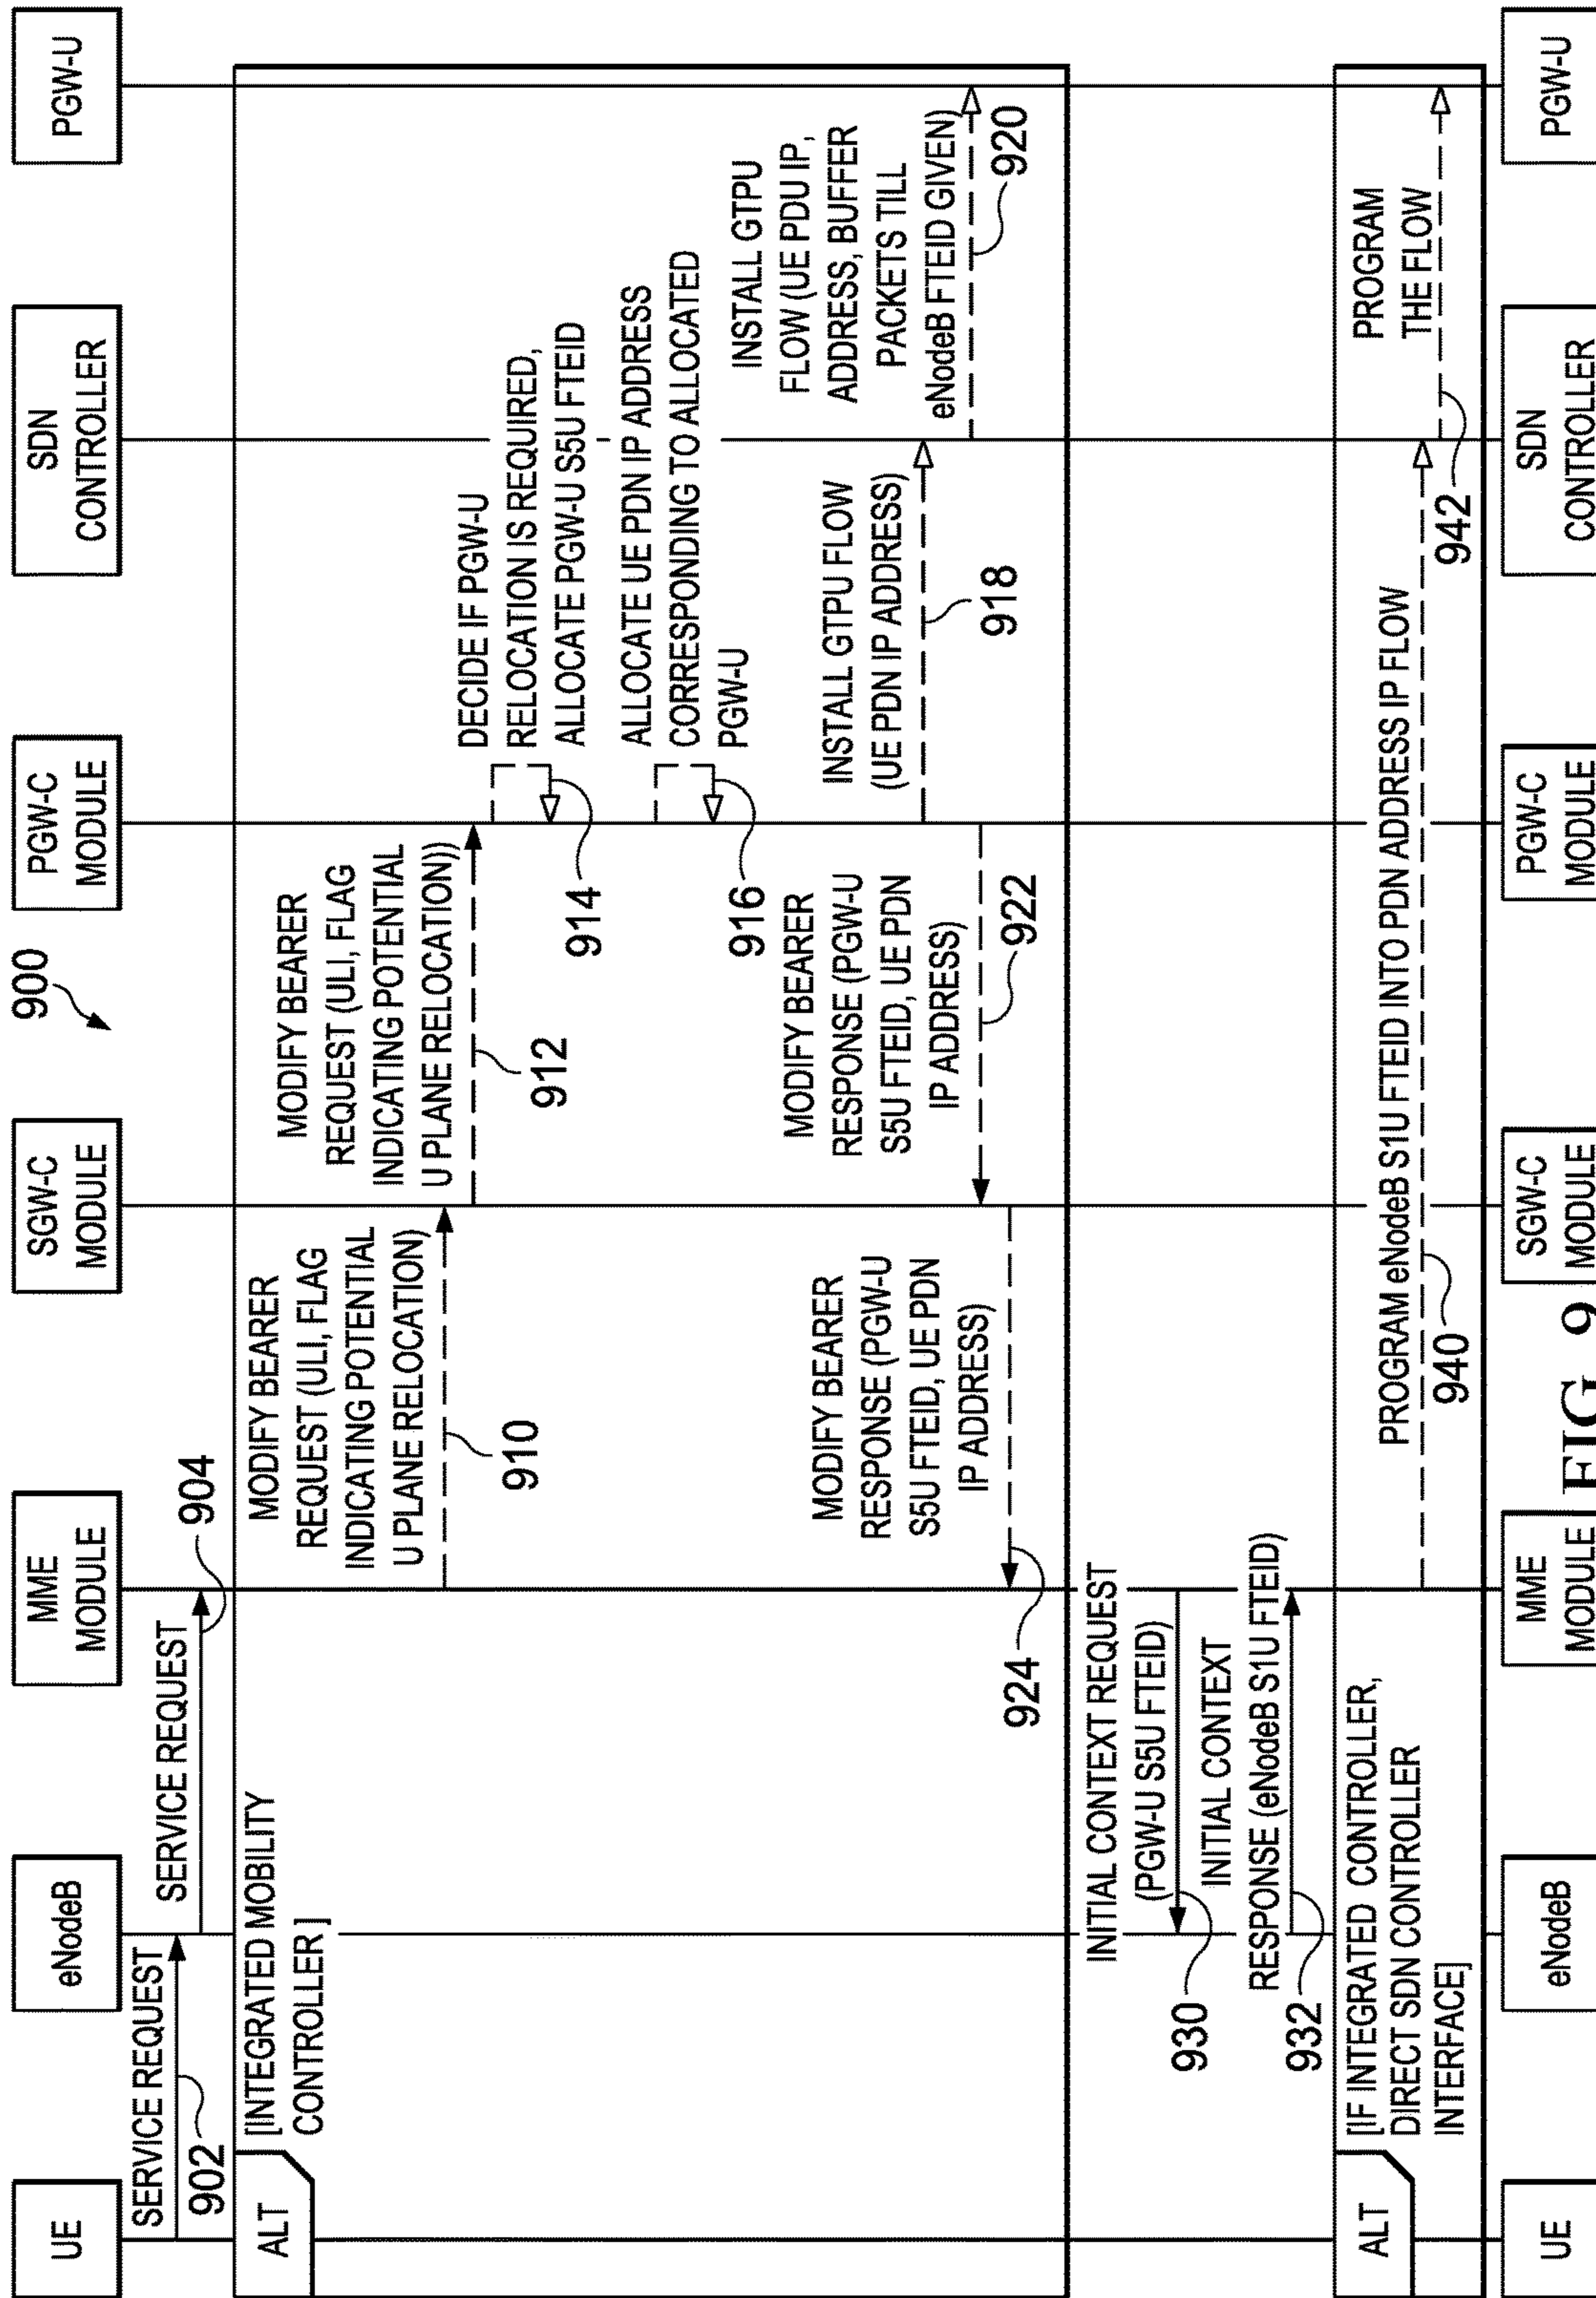 900
UE
eNodeB
MME
MODULE
SGW-C
MODULE
PGW-C
MODULE
SDN
CONTROLLER
PGW-U
SERVICE REQUEST
902
SERVICE REQUEST
904
ALT
[INTEGRATED MOBILITY
CONTROLLER ]
MODIFY BEARER
REQUEST (ULI, FLAG
INDICATING POTENTIAL
U PLANE RELOCATION)
910
MODIFY BEARER
REQUEST (ULI, FLAG
INDICATING POTENTIAL
U PLANE RELOCATION))
912
DECIDE IF PGW-U
RELOCATION IS REQUIRED,
ALLOCATE PGW-U S5U FTEID
914
ALLOCATE UE PDN IP ADDRESS
CORRESPONDING TO ALLOCATED
PGW-U
916
INSTALL GTPU FLOW
(UE PDN IP ADDRESS)
918
INSTALL GTPU
FLOW (UE PDU IP,
ADDRESS, BUFFER
PACKETS TILL
eNodeB FTEID GIVEN)
920
MODIFY BEARER
RESPONSE (PGW-U
S5U FTEID, UE PDN
IP ADDRESS)
922
MODIFY BEARER
RESPONSE (PGW-U
S5U FTEID, UE PDN
IP ADDRESS)
924
INITIAL CONTEXT REQUEST
(PGW-U S5U FTEID)
930
INITIAL CONTEXT
RESPONSE (eNodeB S1U FTEID)
932
ALT
[IF INTEGRATED CONTROLLER,
DIRECT SDN CONTROLLER
INTERFACE]
PROGRAM eNodeB S1U FTEID INTO PDN ADDRESS IP FLOW
940
PROGRAM
THE FLOW
942
UE
eNodeB
MME
MODULE
SGW-C
MODULE
PGW-C
MODULE
SDN
CONTROLLER
PGW-U
FIG. 9